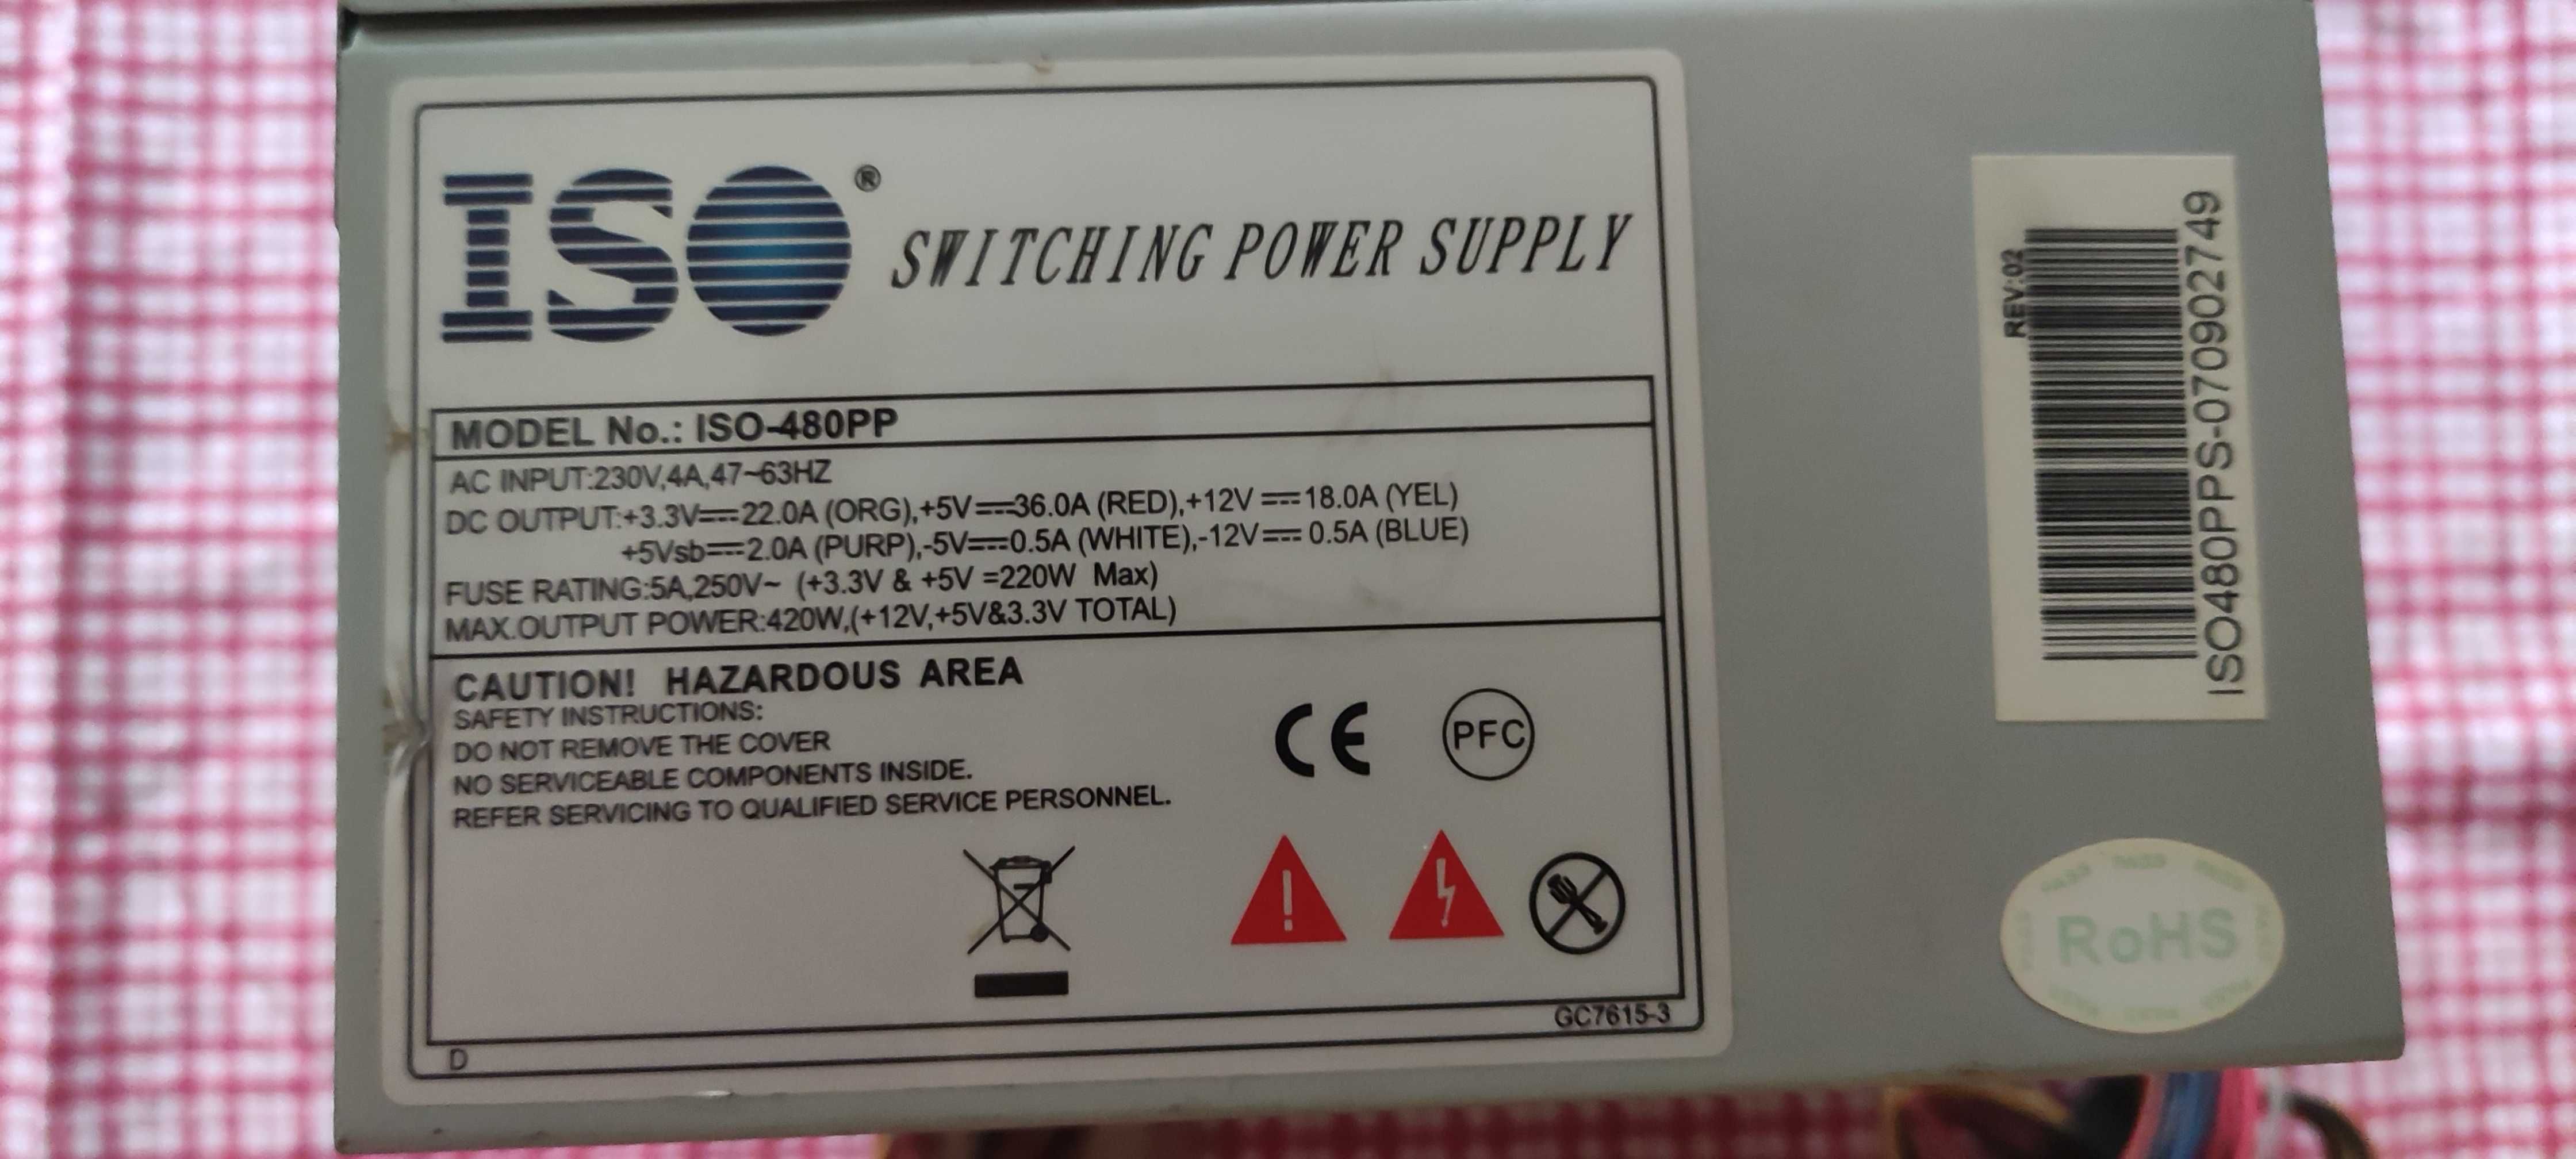 ISO®
SWITCHING POWER SUPPLY
MODEL No.: ISO-480PP
AC INPUT:230V,4A,47~63HZ
DC OUTPUT:+3.3V⎓22.0A (ORG),+5V⎓36.0A (RED),+12V⎓18.0A (YEL)
+5Vsb⎓2.0A (PURP),-5V⎓0.5A (WHITE),-12V⎓0.5A (BLUE)
FUSE RATING:5A,250V~ (+3.3V & +5V =220W Max)
MAX.OUTPUT POWER:420W,(+12V,+5V&3.3V TOTAL)
CAUTION! HAZARDOUS AREA
SAFETY INSTRUCTIONS:
DO NOT REMOVE THE COVER
NO SERVICEABLE COMPONENTS INSIDE.
REFER SERVICING TO QUALIFIED SERVICE PERSONNEL.
CE
PFC
GC7615-3
D
REV:02
ISO480PPS-070902749
RoHS